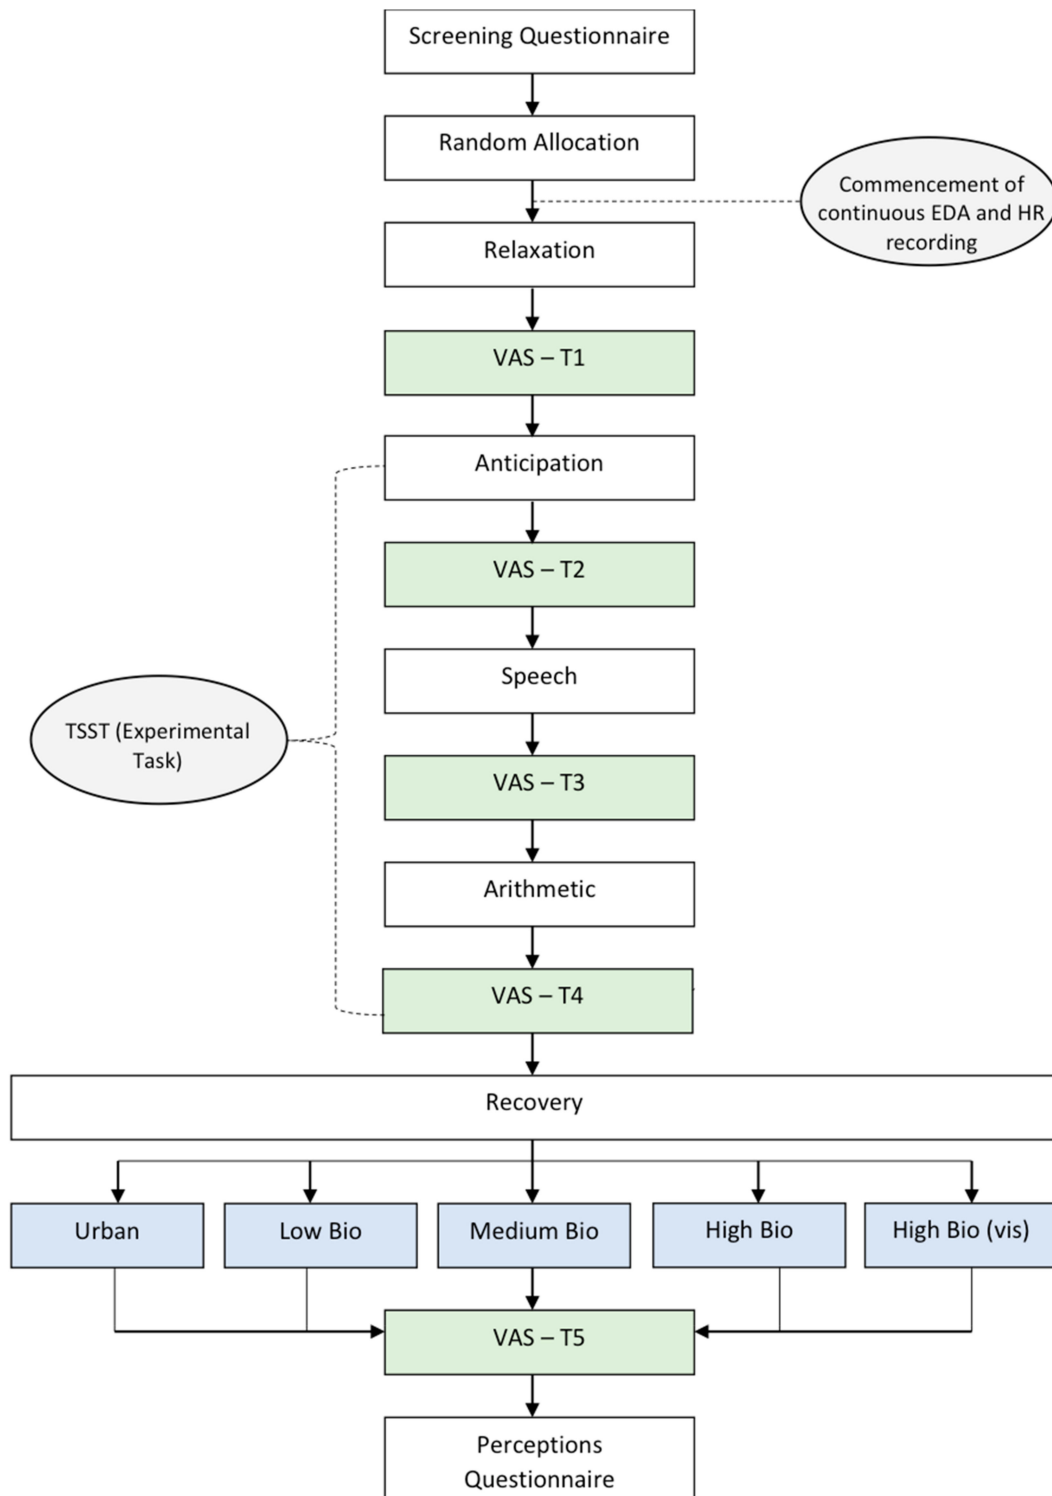 Screening Questionnaire
Random Allocation
Commencement of
continuous EDA and HR
recording
Relaxation
VAS – T1
Anticipation
VAS – T2
Speech
TSST (Experimental
Task)
VAS – T3
Arithmetic
VAS – T4
Recovery
Urban
Low Bio
Medium Bio
High Bio
High Bio (vis)
VAS – T5
Perceptions
Questionnaire